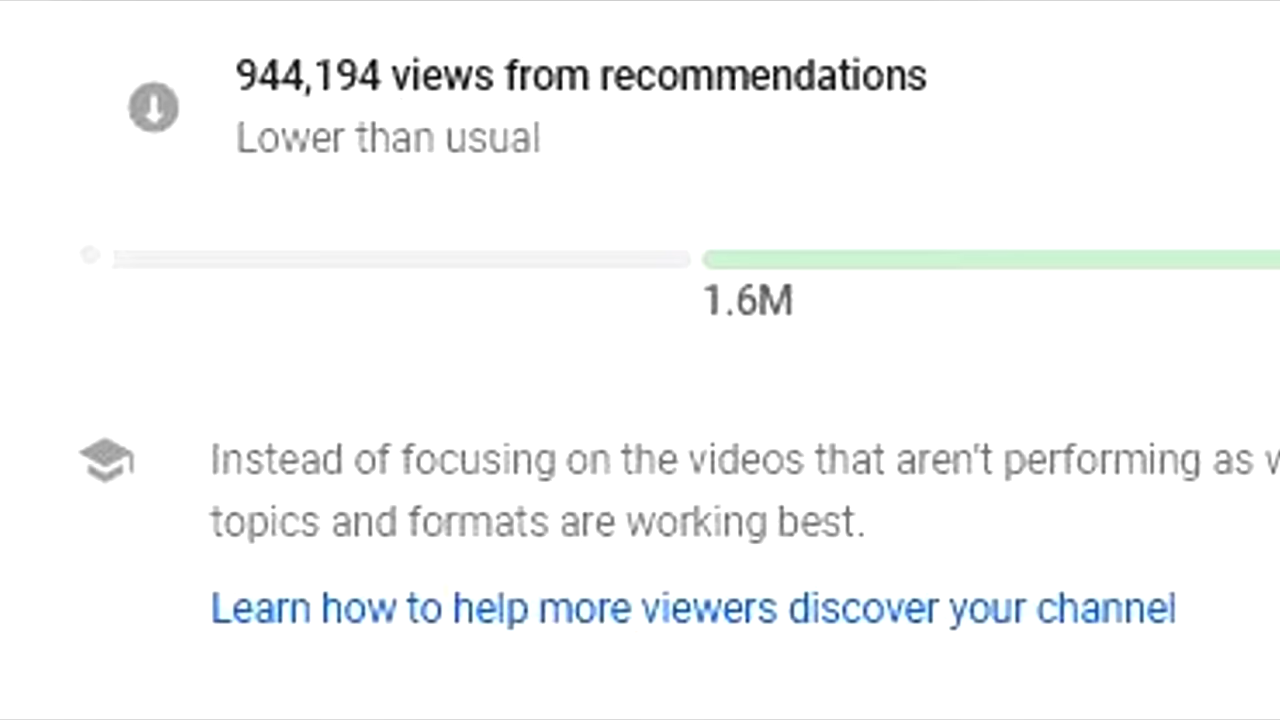 944,194 views from recommendations
Lower than usual
1.6M
Instead of focusing on the videos that aren't performing as
topics and formats are working best.
Learn how to help more viewers discover your channel